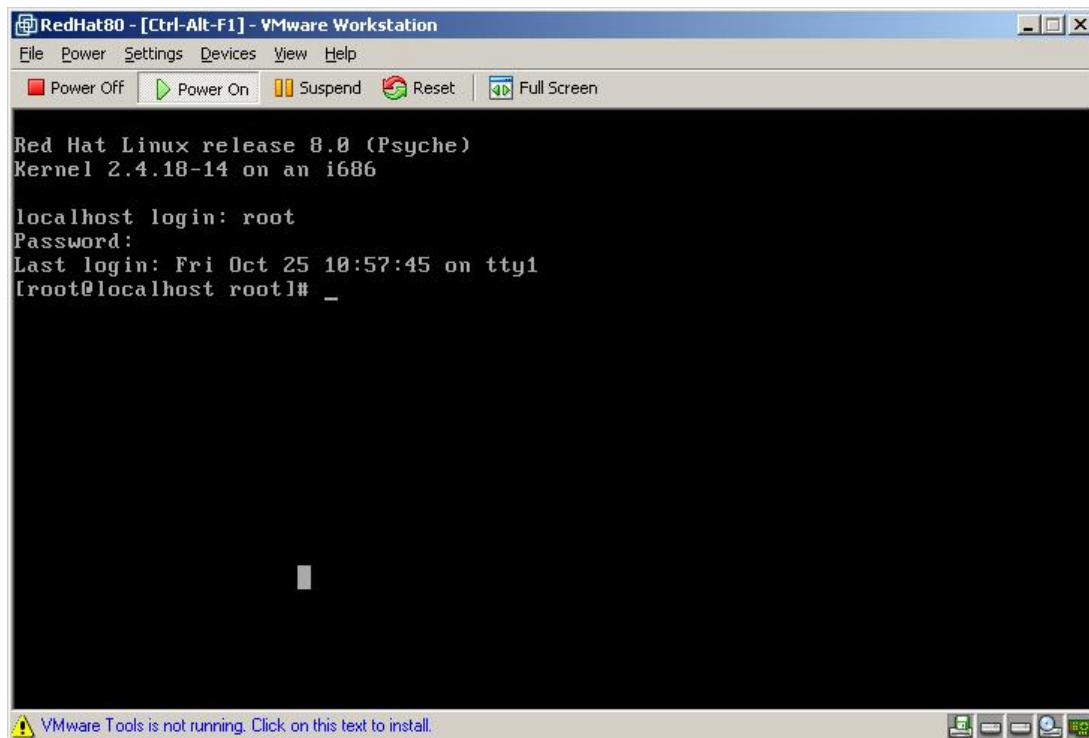 RedHat80 - [Ctrl-Alt-F1] - VMware Workstation
File Power Settings Devices View Help
Power Off Power On Suspend Reset Full Screen
Red Hat Linux release 8.0 (Psyche)
Kernel 2.4.18-14 on an i686
localhost login: root
Password:
Last login: Fri Oct 25 10:57:45 on tty1
[root@localhost root]# _
VMware Tools is not running. Click on this text to install.